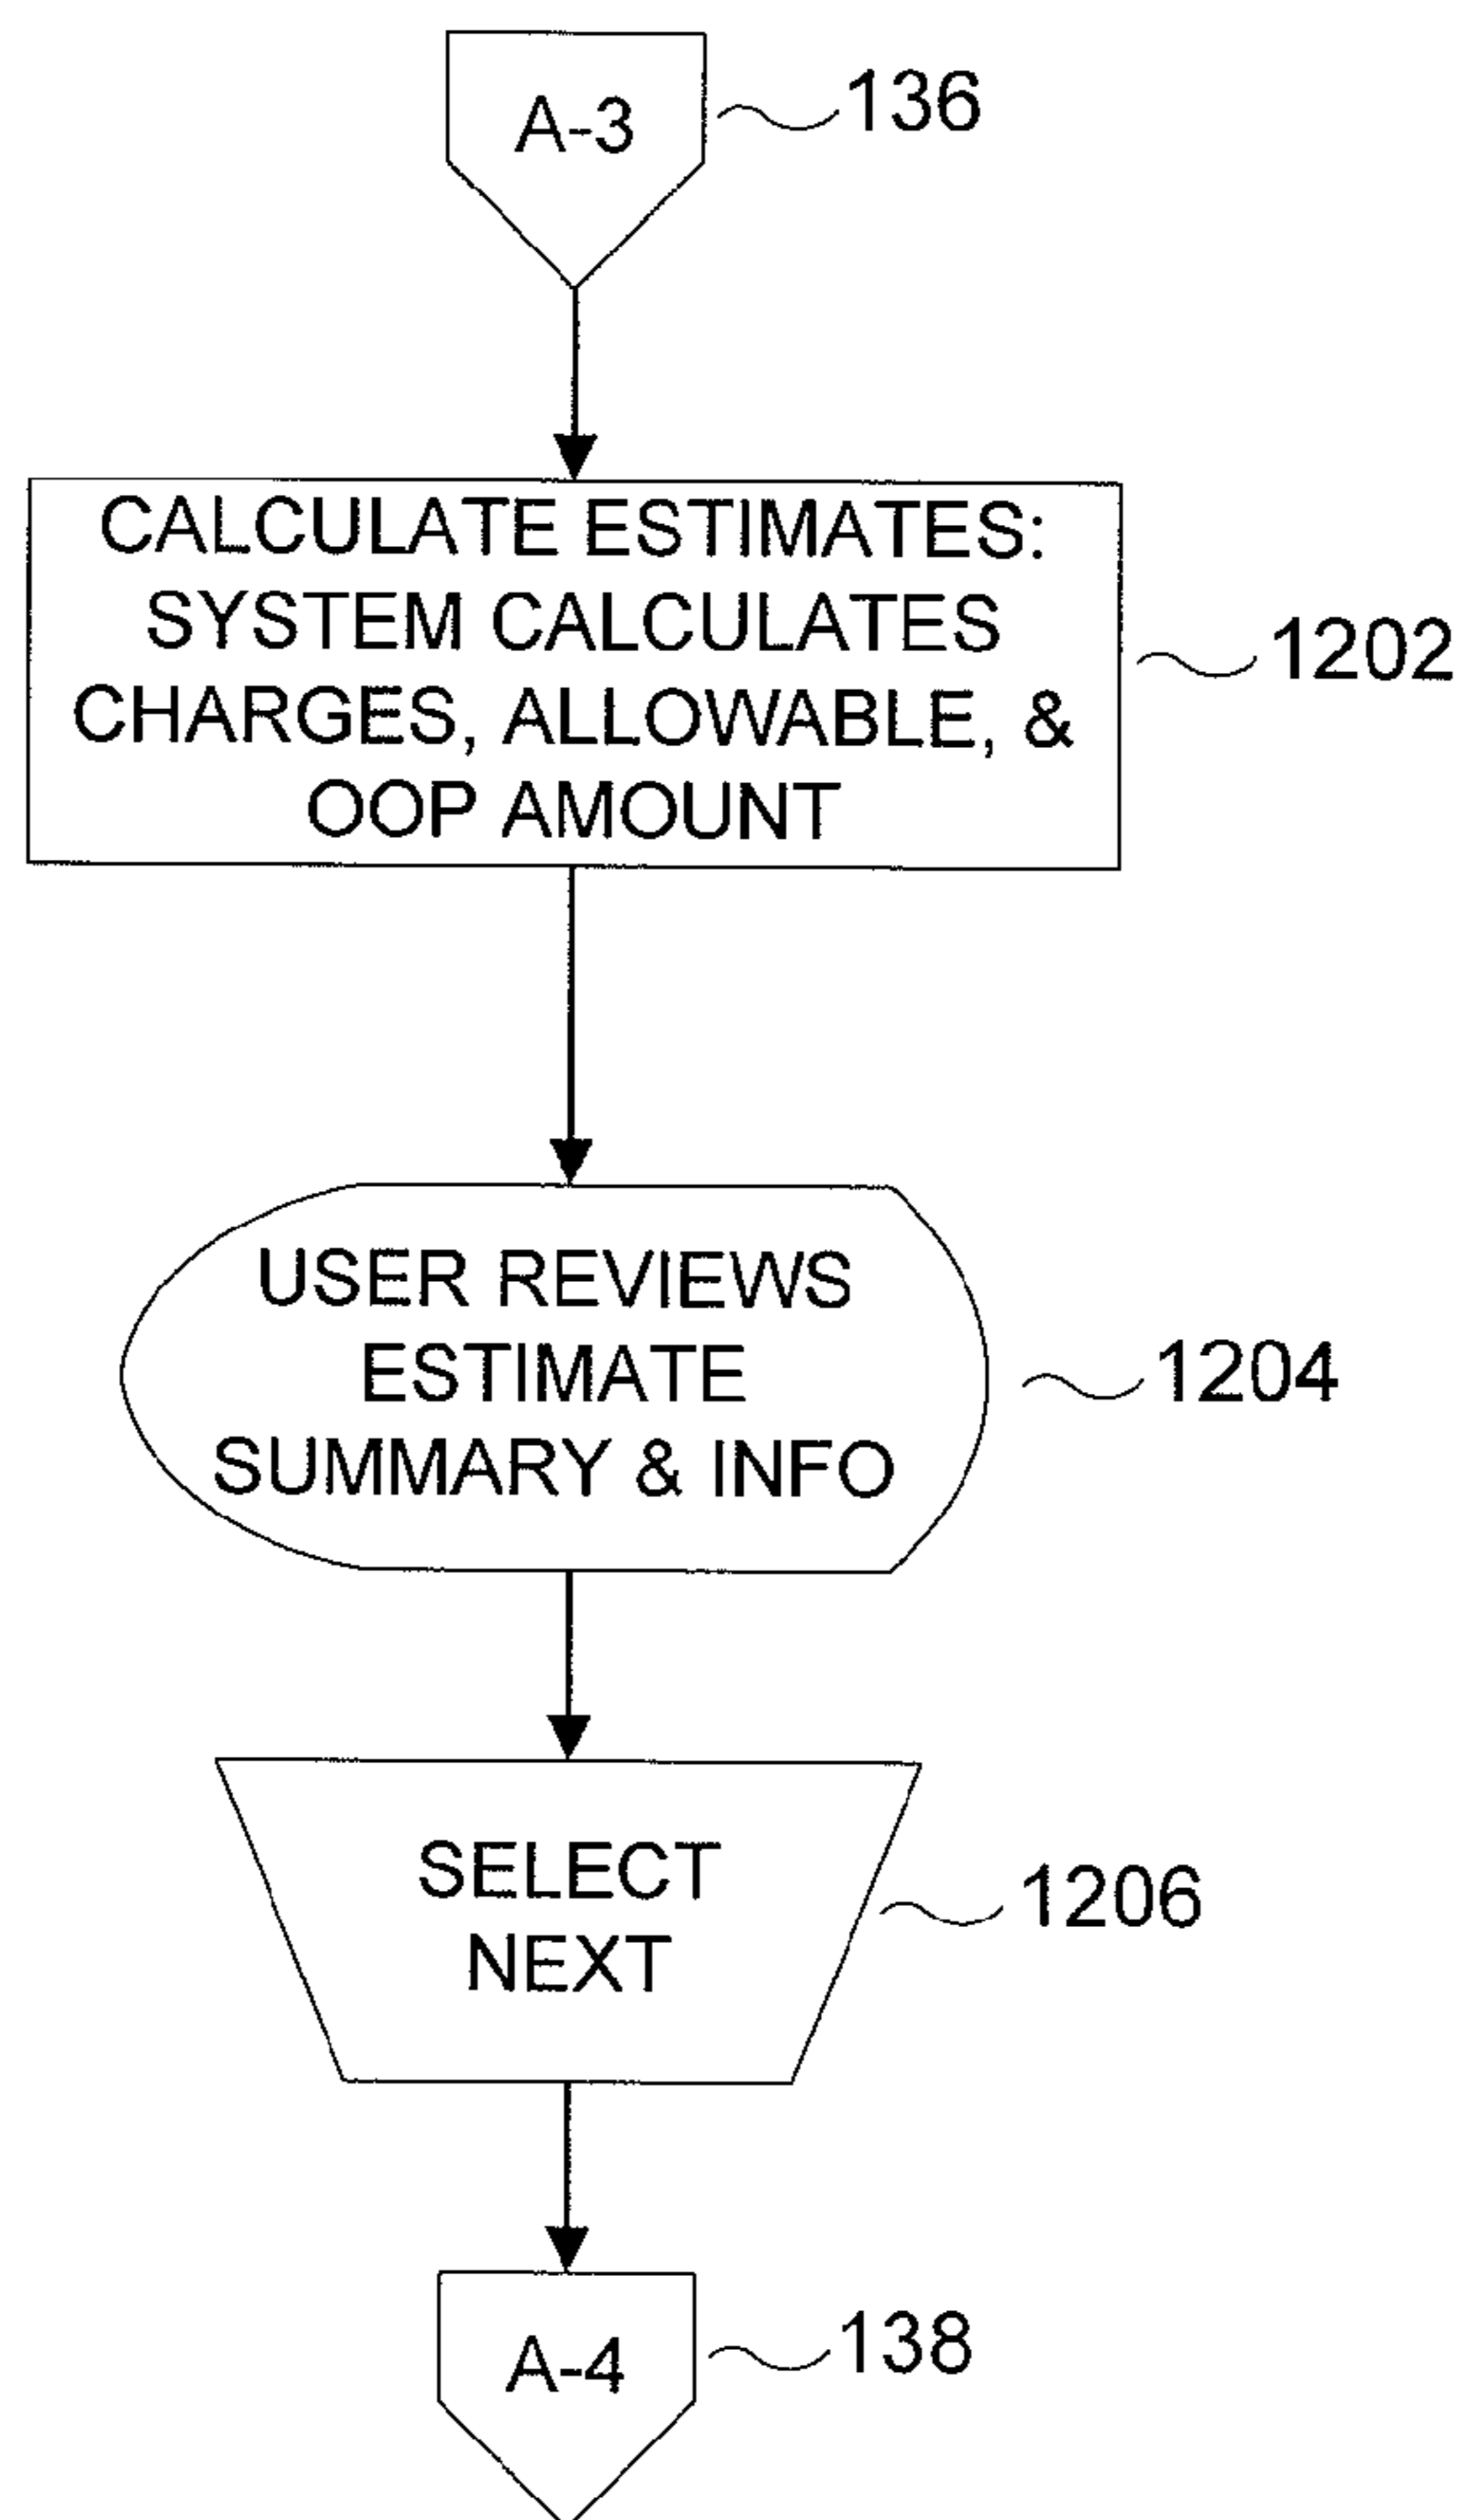 A-3
136
CALCULATE ESTIMATES:
SYSTEM CALCULATES
CHARGES, ALLOWABLE, &
OOP AMOUNT
1202
USER REVIEWS
ESTIMATE
SUMMARY & INFO
1204
SELECT
NEXT
1206
A-4
138